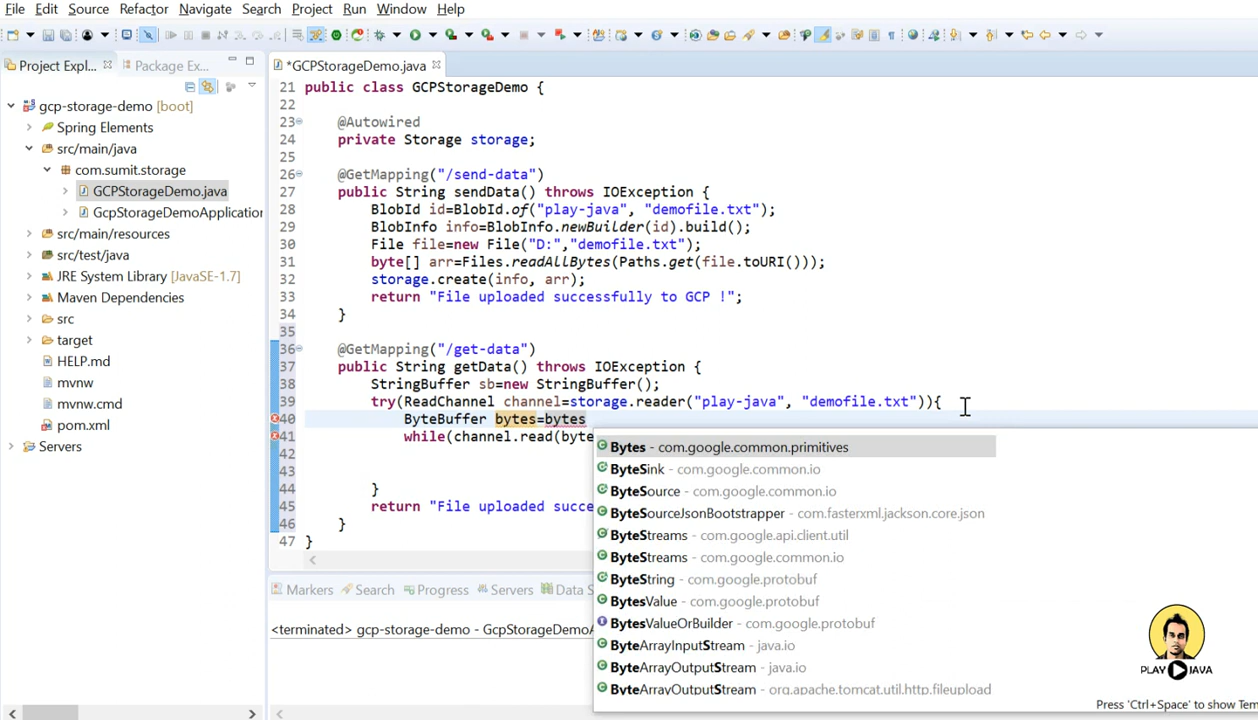 File Edit Source Refactor Navigate Search Project Run Window Help
Project Expl...
Package Ex...
*GCPStorageDemo.java
gcp-storage-demo [boot]
Spring Elements
src/main/java
com.sumit.storage
GCPStorageDemo.java
GcpStorageDemoApplication
src/main/resources
src/test/java
JRE System Library [JavaSE-1.7]
Maven Dependencies
src
target
HELP.md
mvnw
mvnw.cmd
pom.xml
Servers
21 public class GCPStorageDemo {
22
23 @Autowired
24 private Storage storage;
25
26 @GetMapping("/send-data")
27 public String sendData() throws IOException {
28 BlobId id=BlobId.of("play-java", "demofile.txt");
29 BlobInfo info=BlobInfo.newBuilder(id).build();
30 File file=new File("D:","demofile.txt");
31 byte[] arr=Files.readAllBytes(Paths.get(file.toURI()));
32 storage.create(info, arr);
33 return "File uploaded successfully to GCP !";
34 }
35
36 @GetMapping("/get-data")
37 public String getData() throws IOException {
38 StringBuffer sb=new StringBuffer();
39 try(ReadChannel channel=storage.reader("play-java", "demofile.txt")){
40 ByteBuffer bytes=bytes
41 while(channel.read(byte
42
43
44 }
45 return "File uploaded succe
46 }
47 }
Bytes - com.google.common.primitives
ByteSink - com.google.common.io
ByteSource - com.google.common.io
ByteSourceJsonBootstrapper - com.fasterxml.jackson.core.json
ByteStreams - com.google.api.client.util
ByteStreams - com.google.common.io
ByteString - com.google.protobuf
BytesValue - com.google.protobuf
BytesValueOrBuilder - com.google.protobuf
ByteArrayInputStream - java.io
ByteArrayOutputStream - java.io
ByteArrayOutputStream - org.apache.tomcat.util.http.fileupload
Press 'Ctrl+Space' to show Tem
Markers Search Progress Servers Data S
<terminated> gcp-storage-demo - GcpStorageDemoA
PLAY JAVA